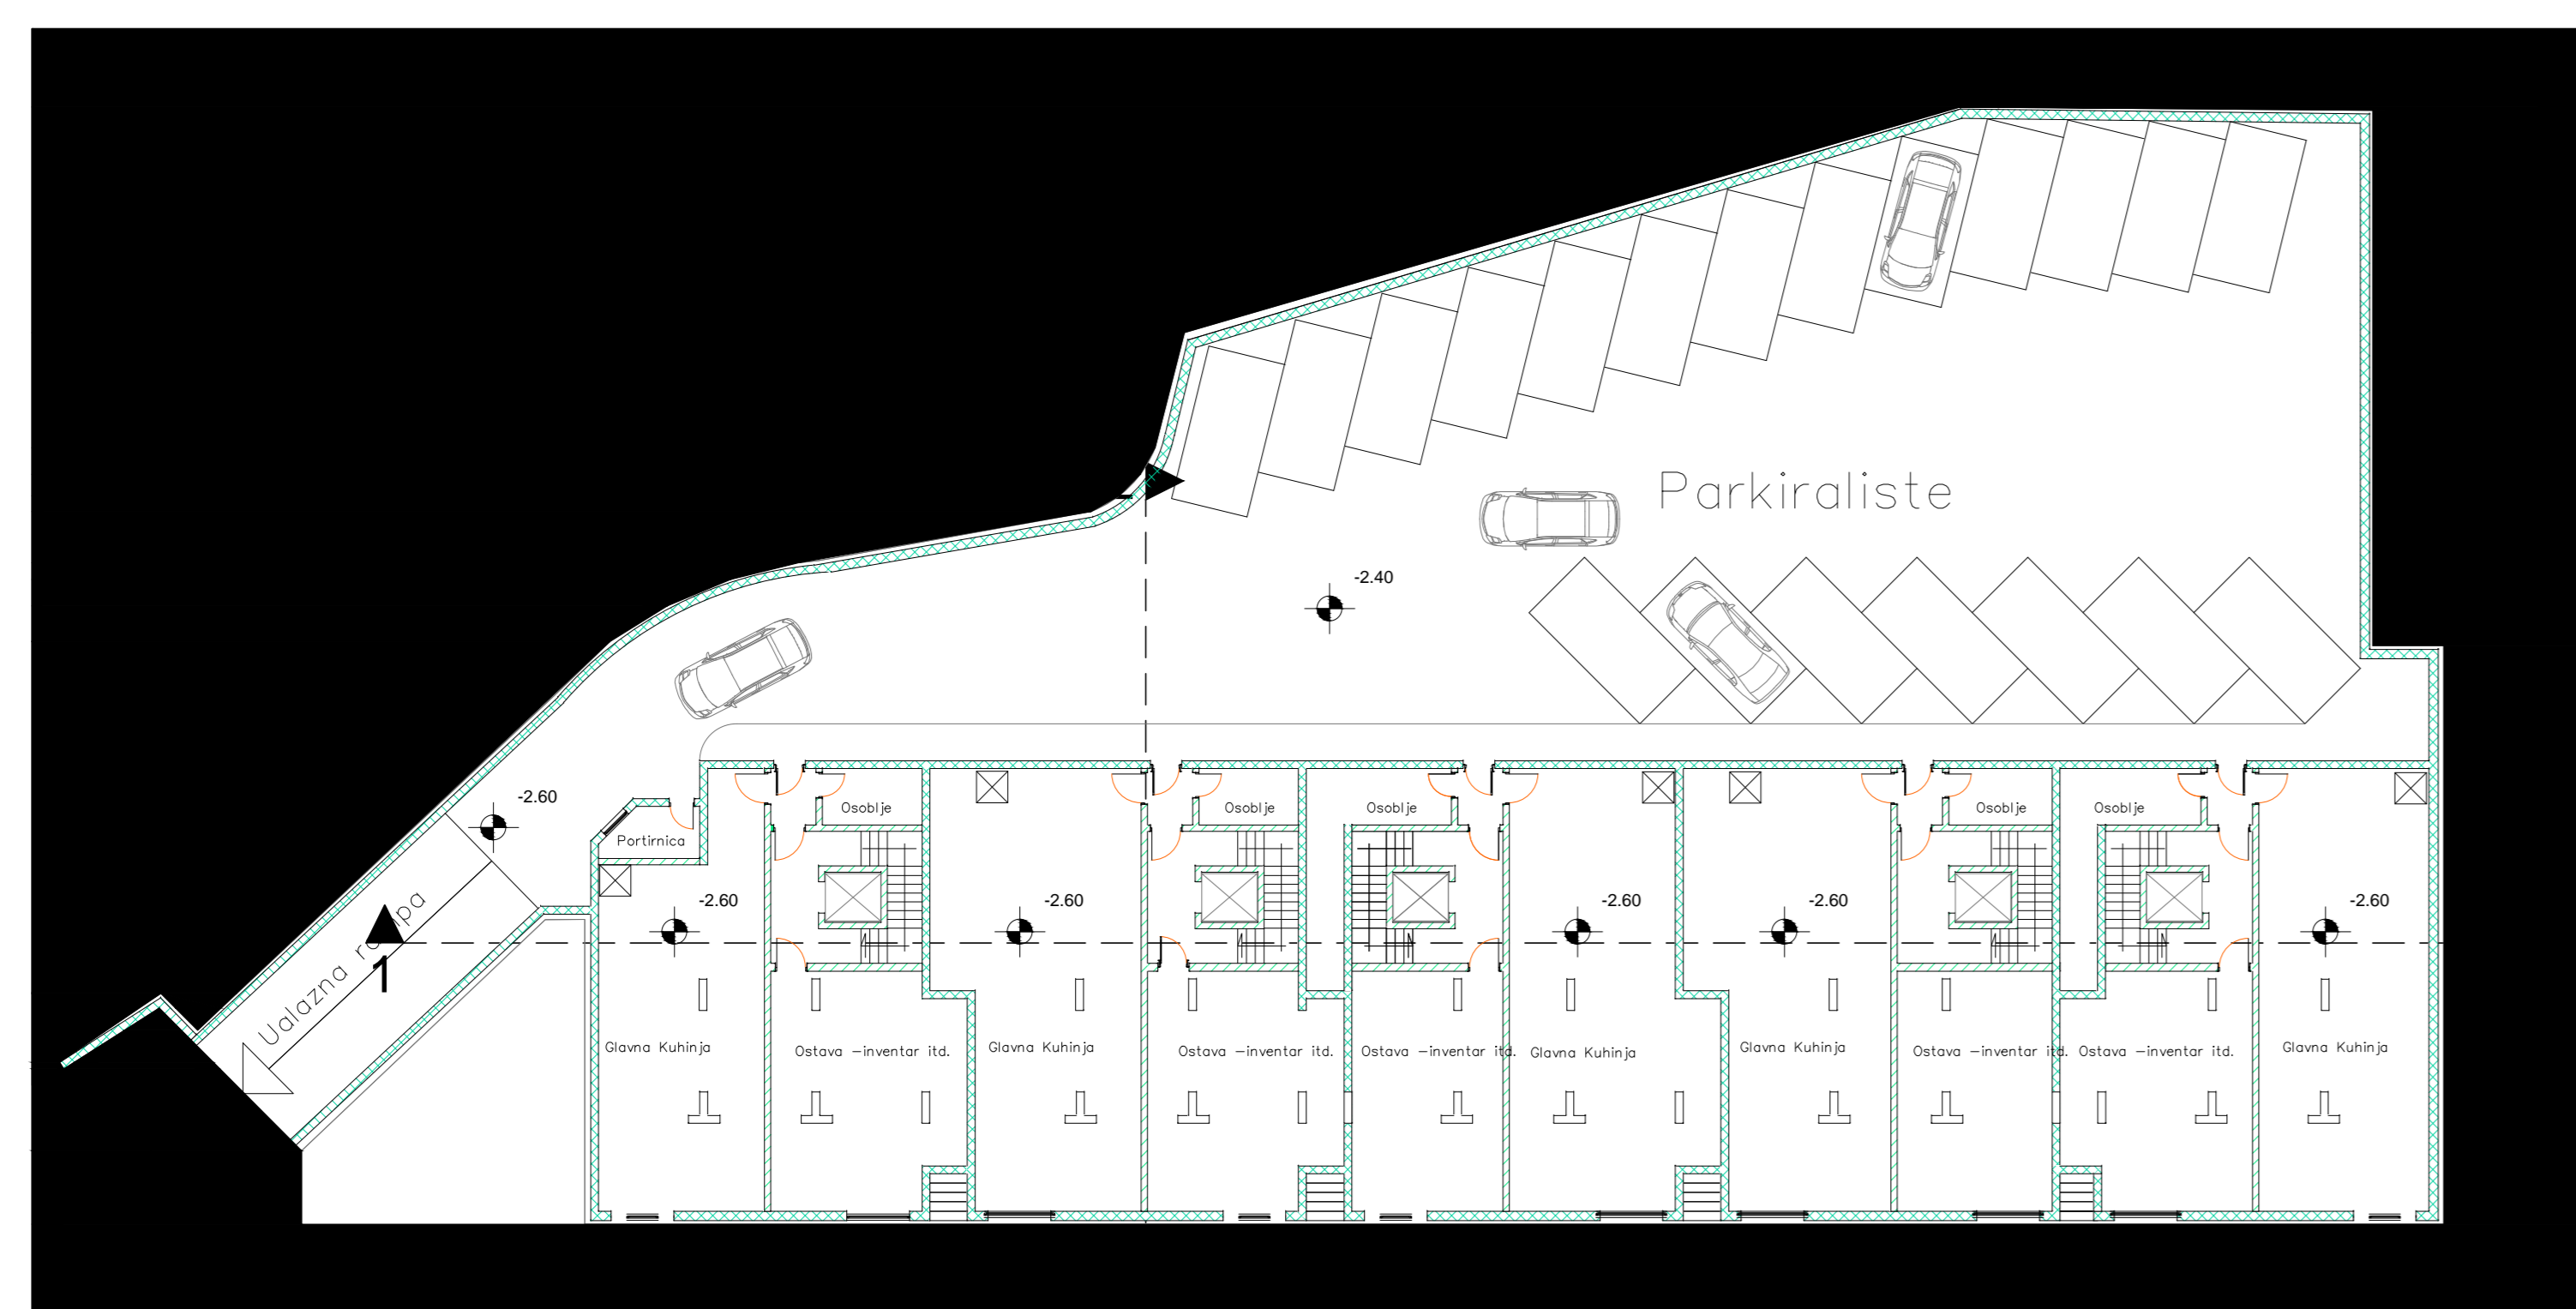 Parkiraliste
-2.40
-2.60
Osoblje
Osoblje
Osoblje
Osoblje
Osoblje
Portirnica
-2.60
-2.60
-2.60
-2.60
-2.60
Ualazna
1
Glavna Kuhinja
Ostava -inventar itd.
Glavna Kuhinja
Ostava -inventar itd.
Ostava -inventar itd.
Glavna Kuhinja
Glavna Kuhinja
Ostava -inventar itd.
Ostava -inventar itd.
Glavna Kuhinja